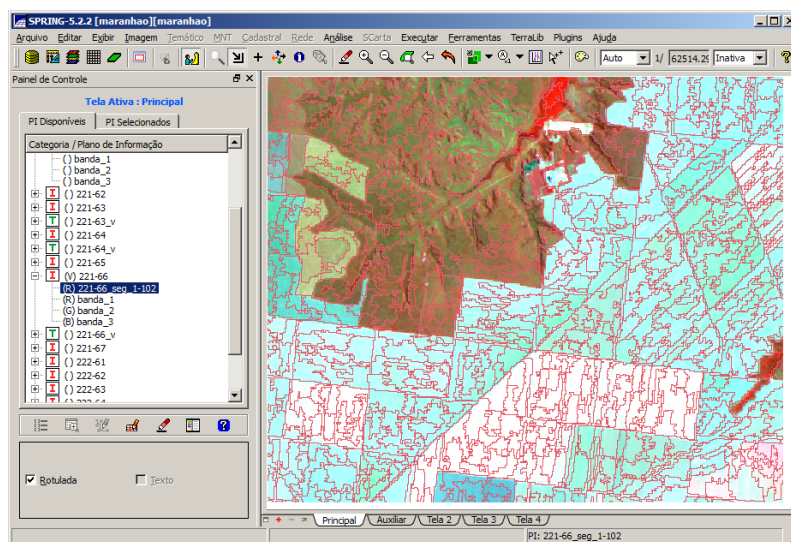 SPRING-5.2.2 [maranhao][maranhao]
Arquivo Editar Exibir Imagem Temático MNT Cadastral Rede Análise SCarta Executar Ferramentas TerraLib Plugins Ajuda
Auto 1/ 62514.29 Inativa
Painel de Controle
Tela Ativa : Principal
PI Disponíveis PI Selecionados
Categoria / Plano de Informação
() banda_1
() banda_2
() banda_3
() 221-62
() 221-63
() 221-63_v
() 221-64
() 221-64_v
() 221-65
(V) 221-66
(R) 221-66_seg_1-102
(R) banda_1
(G) banda_2
(B) banda_3
() 221-66_v
() 221-67
() 222-61
() 222-62
() 222-63
() 222-64
Rotulada Texto
Principal Auxiliar Tela 2 Tela 3 Tela 4
PI: 221-66_seg_1-102